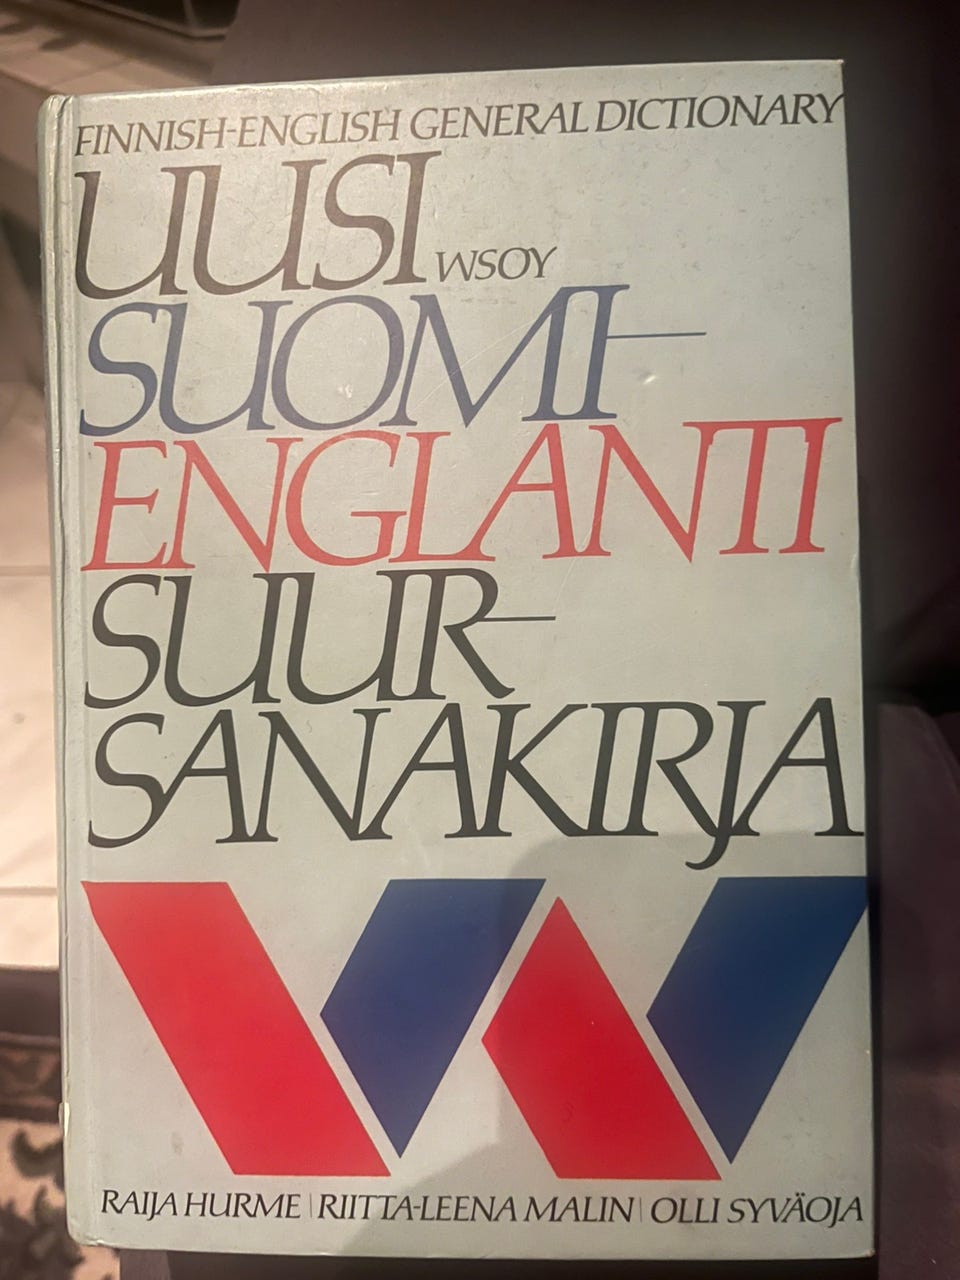 FINNISH-ENGLISH GENERAL DICTIONARY
UUSI WSOY
SUOMI-
ENGLANTI
SUUR-
SANAKIRJA
RAIJA HURME | RIITTA-LEENA MALIN | OLLI SYVÄOJA